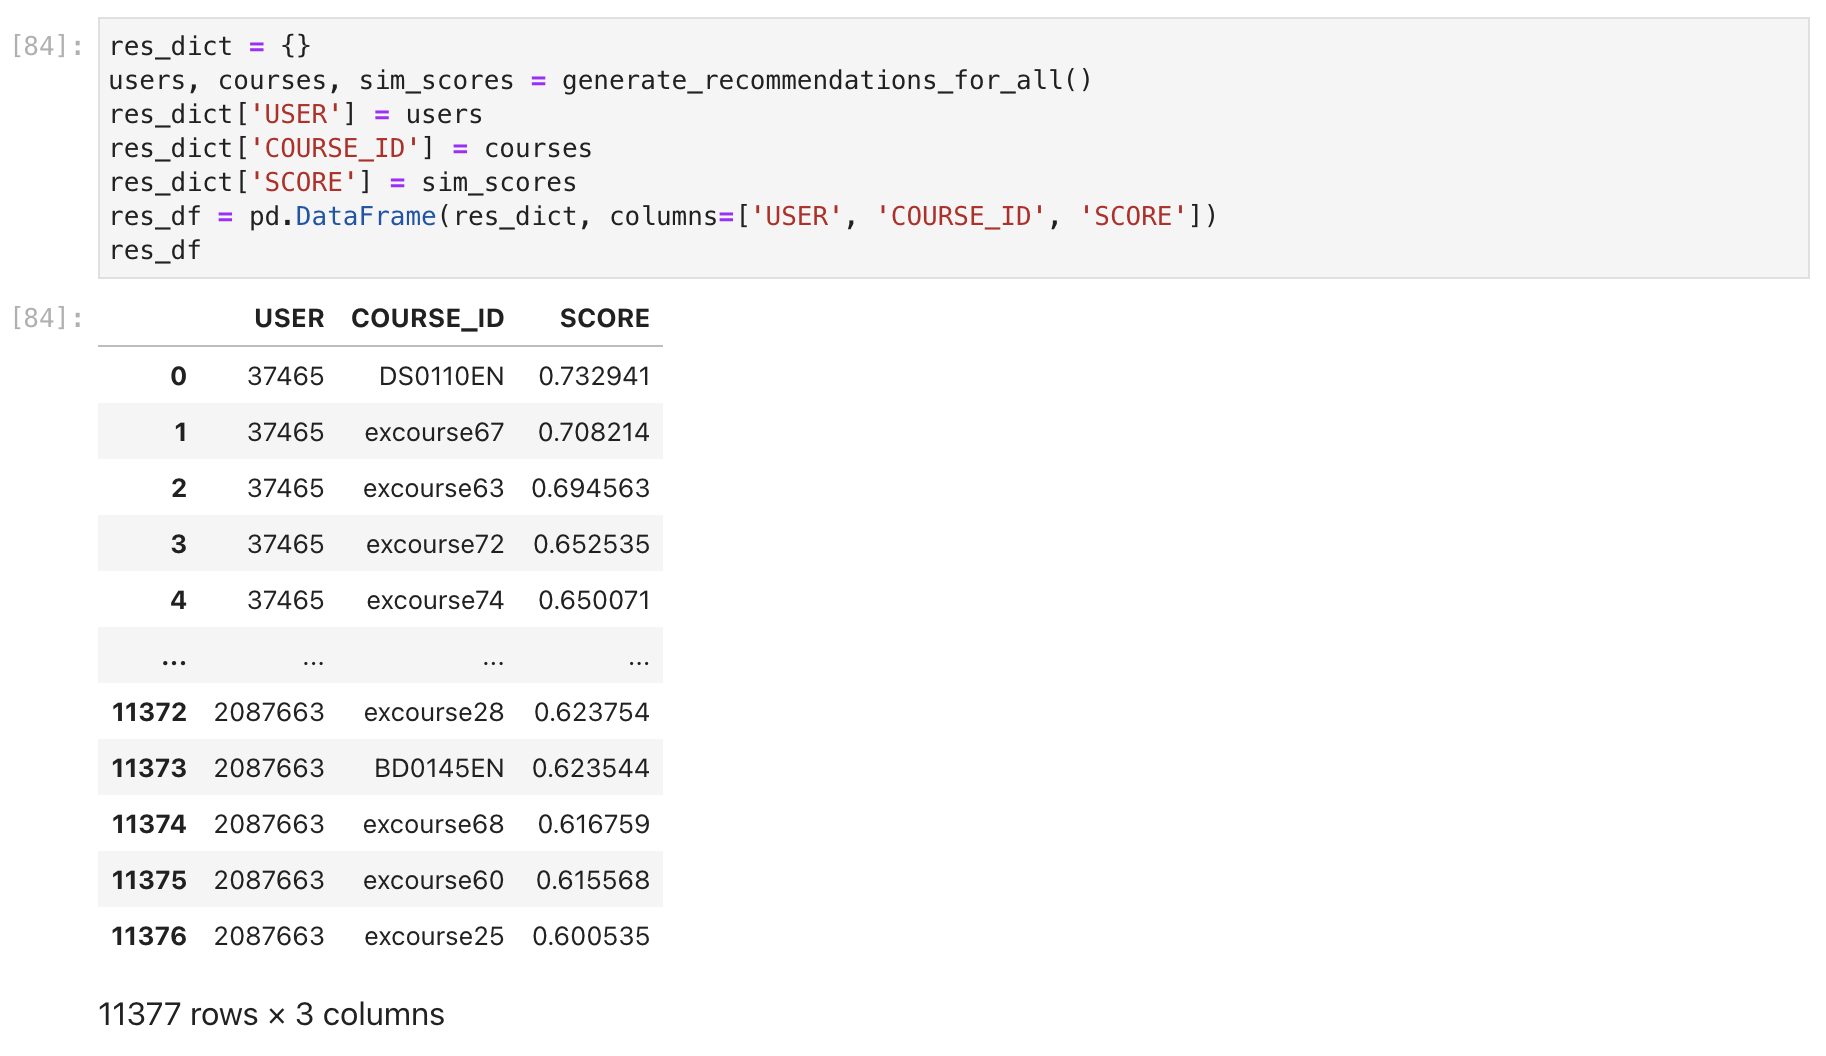 [84]: res_dict = {}
users, courses, sim_scores = generate_recommendations_for_all()
res_dict['USER'] = users
res_dict['COURSE_ID'] = courses
res_dict['SCORE'] = sim_scores
res_df = pd.DataFrame(res_dict, columns=['USER', 'COURSE_ID', 'SCORE'])
res_df
[84]: USER COURSE_ID SCORE
0 37465 DS0110EN 0.732941
1 37465 excourse67 0.708214
2 37465 excourse63 0.694563
3 37465 excourse72 0.652535
4 37465 excourse74 0.650071
... ... ... ...
11372 2087663 excourse28 0.623754
11373 2087663 BD0145EN 0.623544
11374 2087663 excourse68 0.616759
11375 2087663 excourse60 0.615568
11376 2087663 excourse25 0.600535
11377 rows × 3 columns